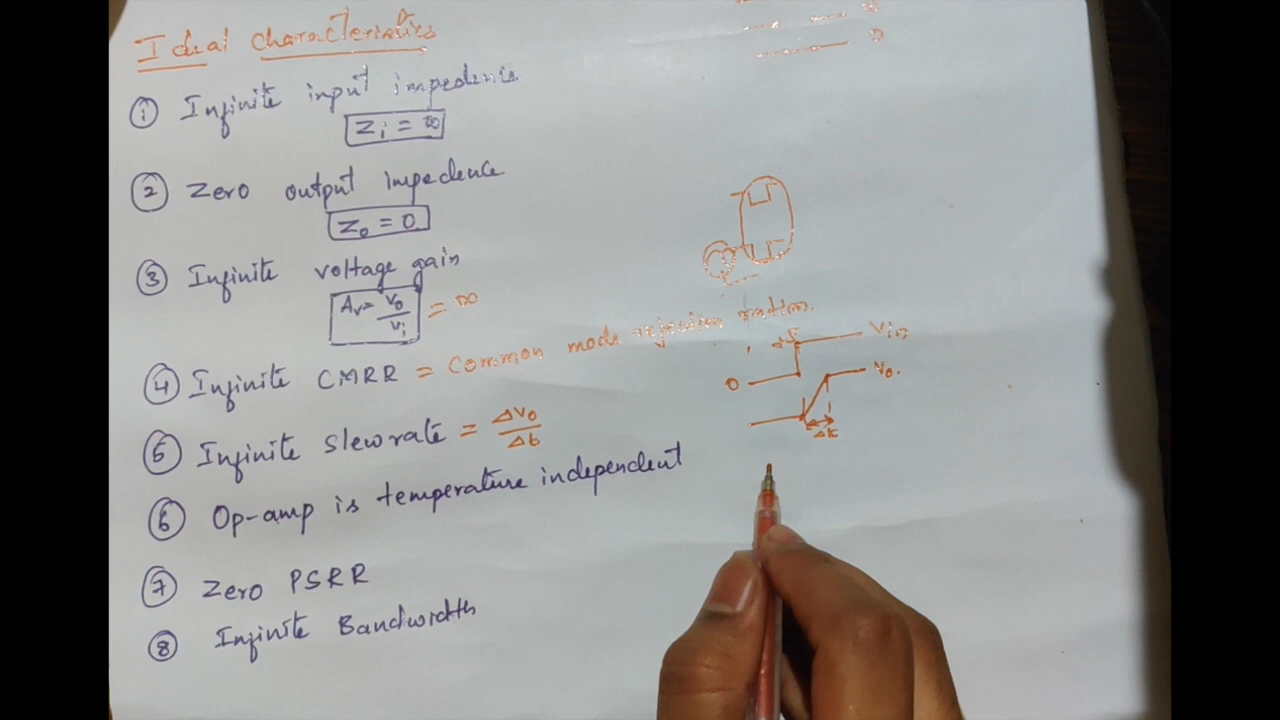 Ideal characteristics
① Infinite input impedence
Zi = ∞
② Zero output impedence
Zo = 0
③ Infinite voltage gain
Av = Vo/Vi = ∞
④ Infinite CMRR = Common mode rejection ration.
⑤ Infinite slew rate = ΔVo/Δt
⑥ Op-amp is temperature independent
⑦ Zero PSRR
⑧ Infinite Bandwidth
5
Vin
0
Vo.
Δt